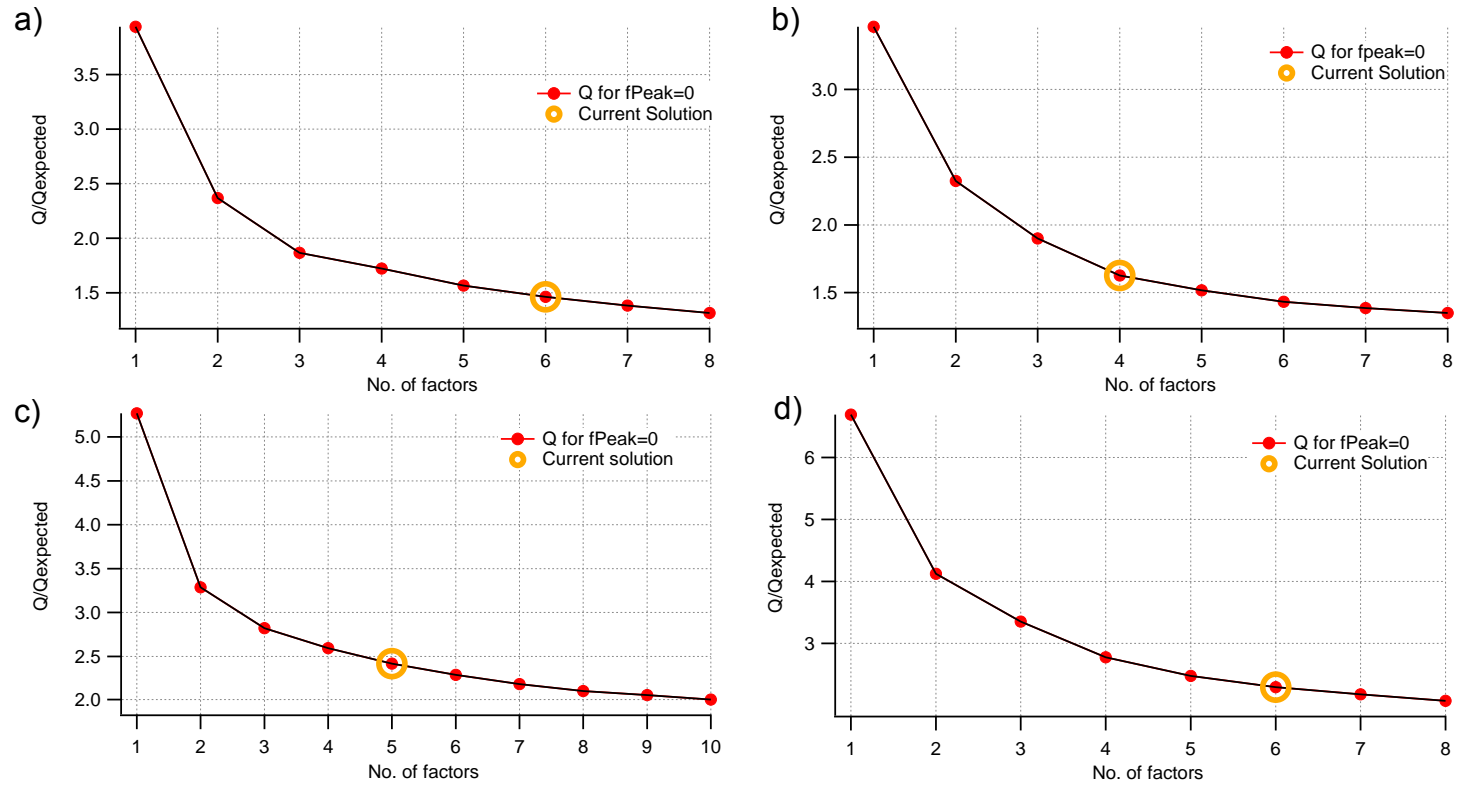 a)
Q/Qexpected
3.5
3.0
2.5
2.0
1.5
Q for fPeak=0
Current Solution
1 2 3 4 5 6 7 8
No. of factors
b)
Q/Qexpected
3.0
2.5
2.0
1.5
Q for fpeak=0
Current Solution
1 2 3 4 5 6 7 8
No. of factors
c)
Q/Qexpected
5.0
4.5
4.0
3.5
3.0
2.5
2.0
Q for fPeak=0
Current solution
1 2 3 4 5 6 7 8 9 10
No. of factors
d)
Q/Qexpected
6
5
4
3
Q for fPeak=0
Current Solution
1 2 3 4 5 6 7 8
No. of factors